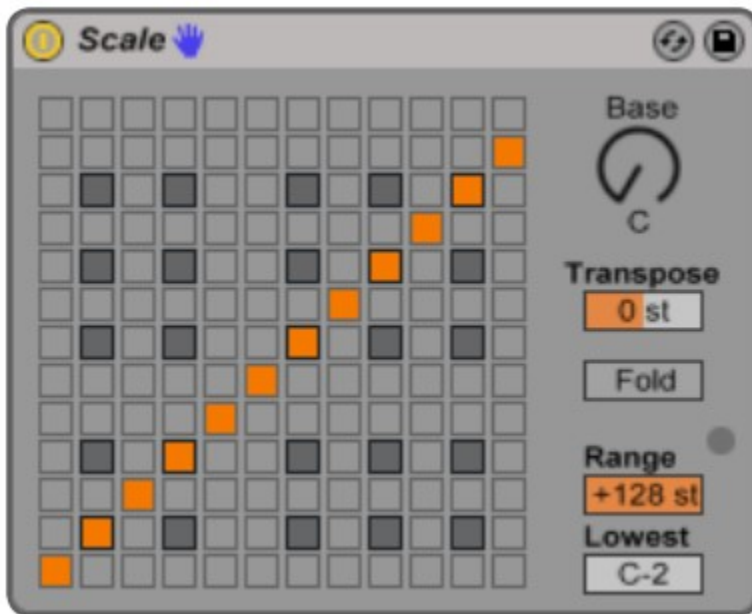 Scale
Base
C
Transpose
0 st
Fold
Range
+128 st
Lowest
C-2